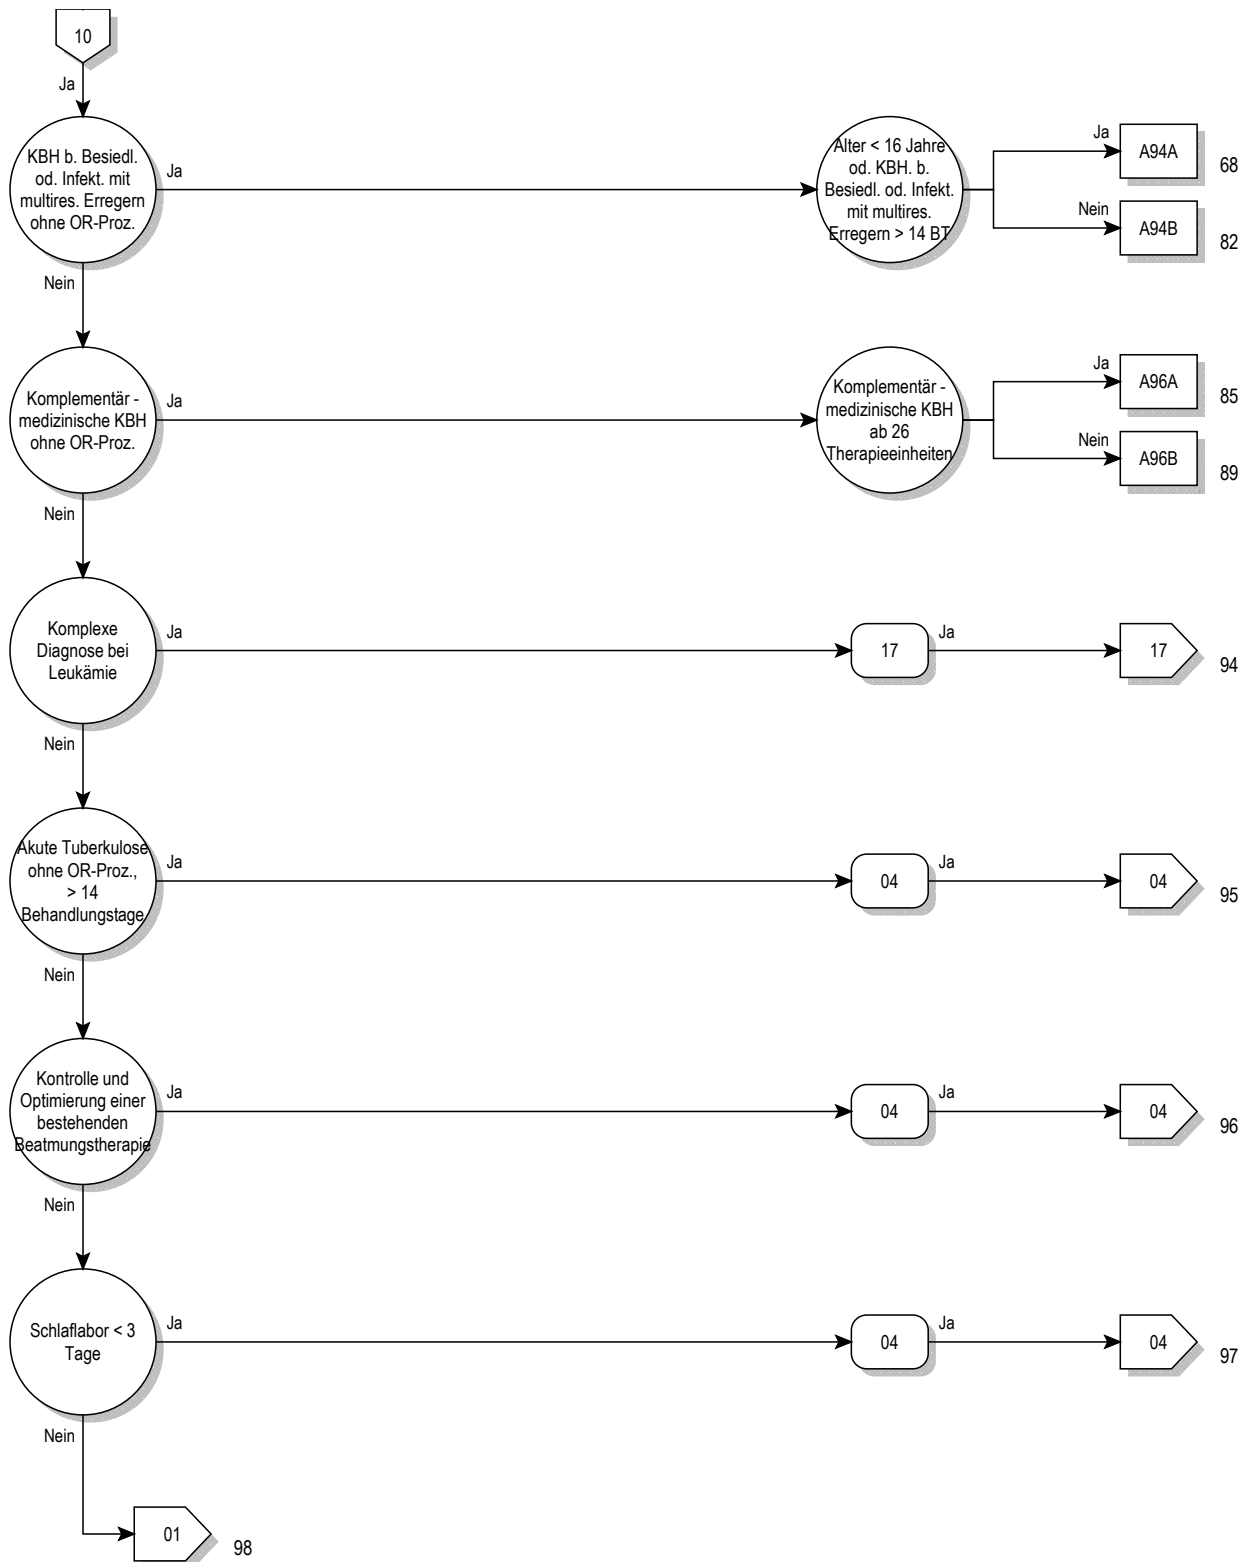 10
Ja
KBH b. Besiedl.
od. Infekt. mit
multires. Erregern
ohne OR-Proz.
Ja
Alter < 16 Jahre
od. KBH. b.
Besiedl. od. Infekt.
mit multires.
Erregern > 14 BT
Ja
A94A
68
Nein
A94B
82
Nein
Komplementär -
medizinische KBH
ohne OR-Proz.
Ja
Komplementär -
medizinische KBH
ab 26
Therapieeinheiten
Ja
A96A
85
Nein
A96B
89
Nein
Komplexe
Diagnose bei
Leukämie
Ja
17
Ja
17
94
Nein
Akute Tuberkulose
ohne OR-Proz.,
> 14
Behandlungstage
Ja
04
Ja
04
95
Nein
Kontrolle und
Optimierung einer
bestehenden
Beatmungstherapie
Ja
04
Ja
04
96
Nein
Schlaflabor < 3
Tage
Ja
04
Ja
04
97
Nein
01
98